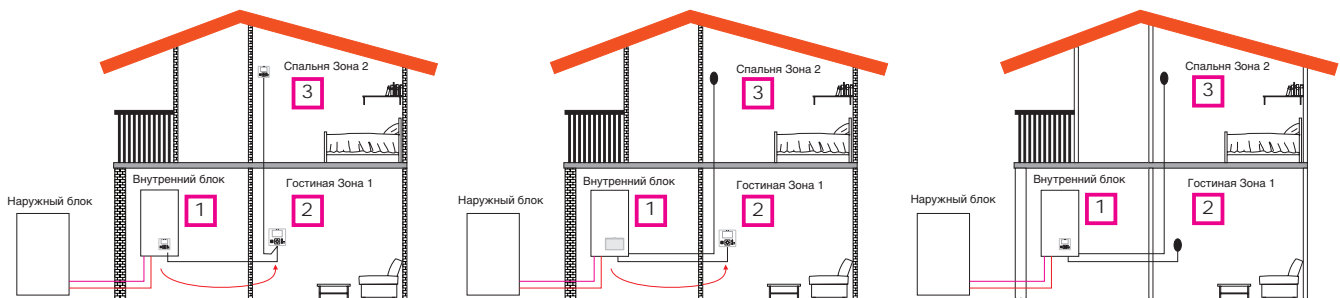 Спальня Зона 2
3
Внутренний блок
Гостиная Зона 1
Наружный блок
1
2
Спальня Зона 2
3
Внутренний блок
Гостиная Зона 1
Наружный блок
1
2
Спальня Зона 2
3
Внутренний блок
Гостиная Зона 1
Наружный блок
1
2